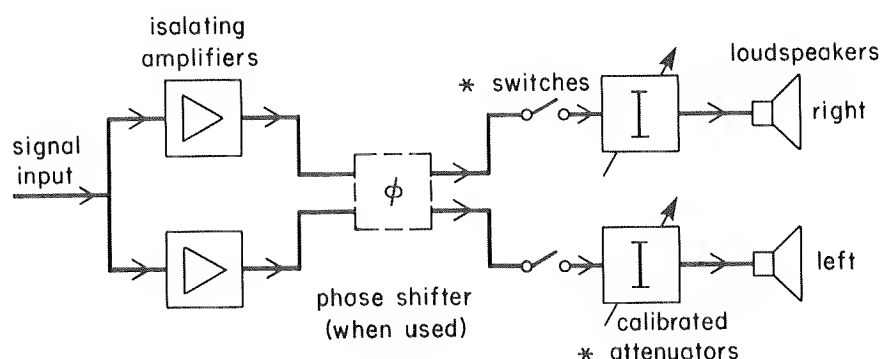 isalating
amplifiers
signal
input
ϕ
phase shifter
(when used)
* switches
I
loudspeakers
right
I
left
calibrated
* attenuators